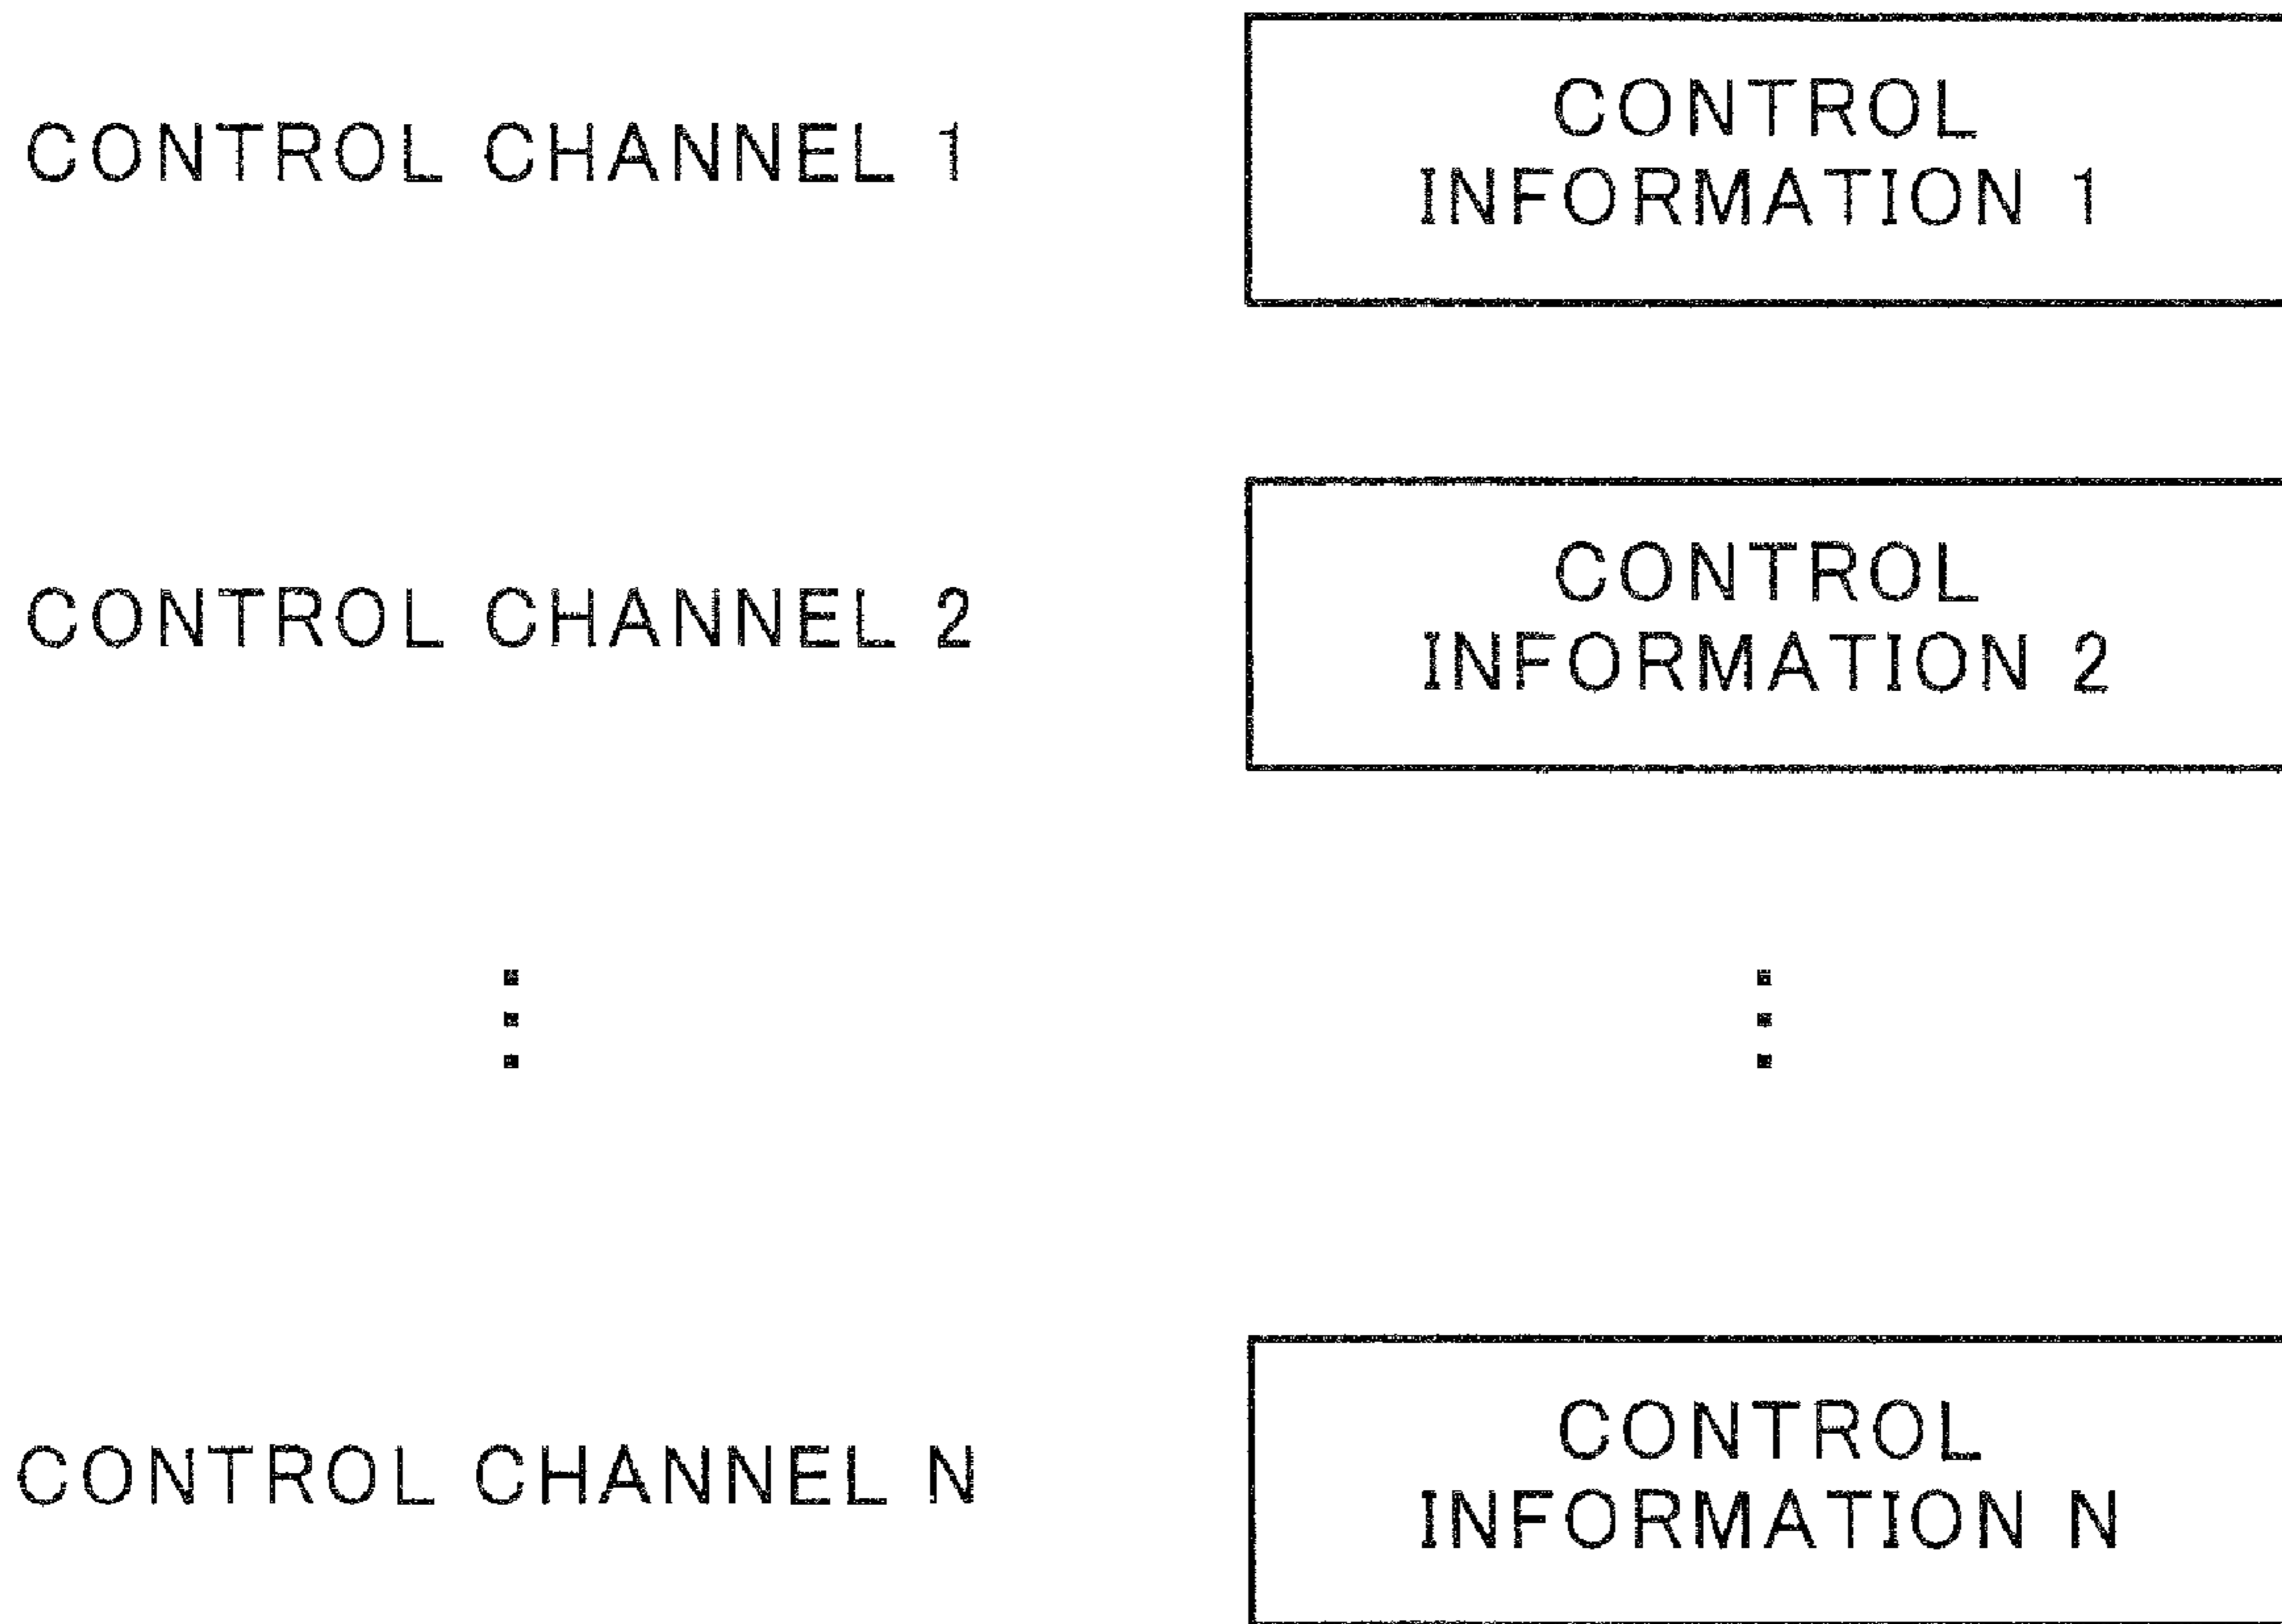 CONTROL CHANNEL 1
CONTROL
INFORMATION 1
CONTROL CHANNEL 2
CONTROL
INFORMATION 2
CONTROL CHANNEL N
CONTROL
INFORMATION N